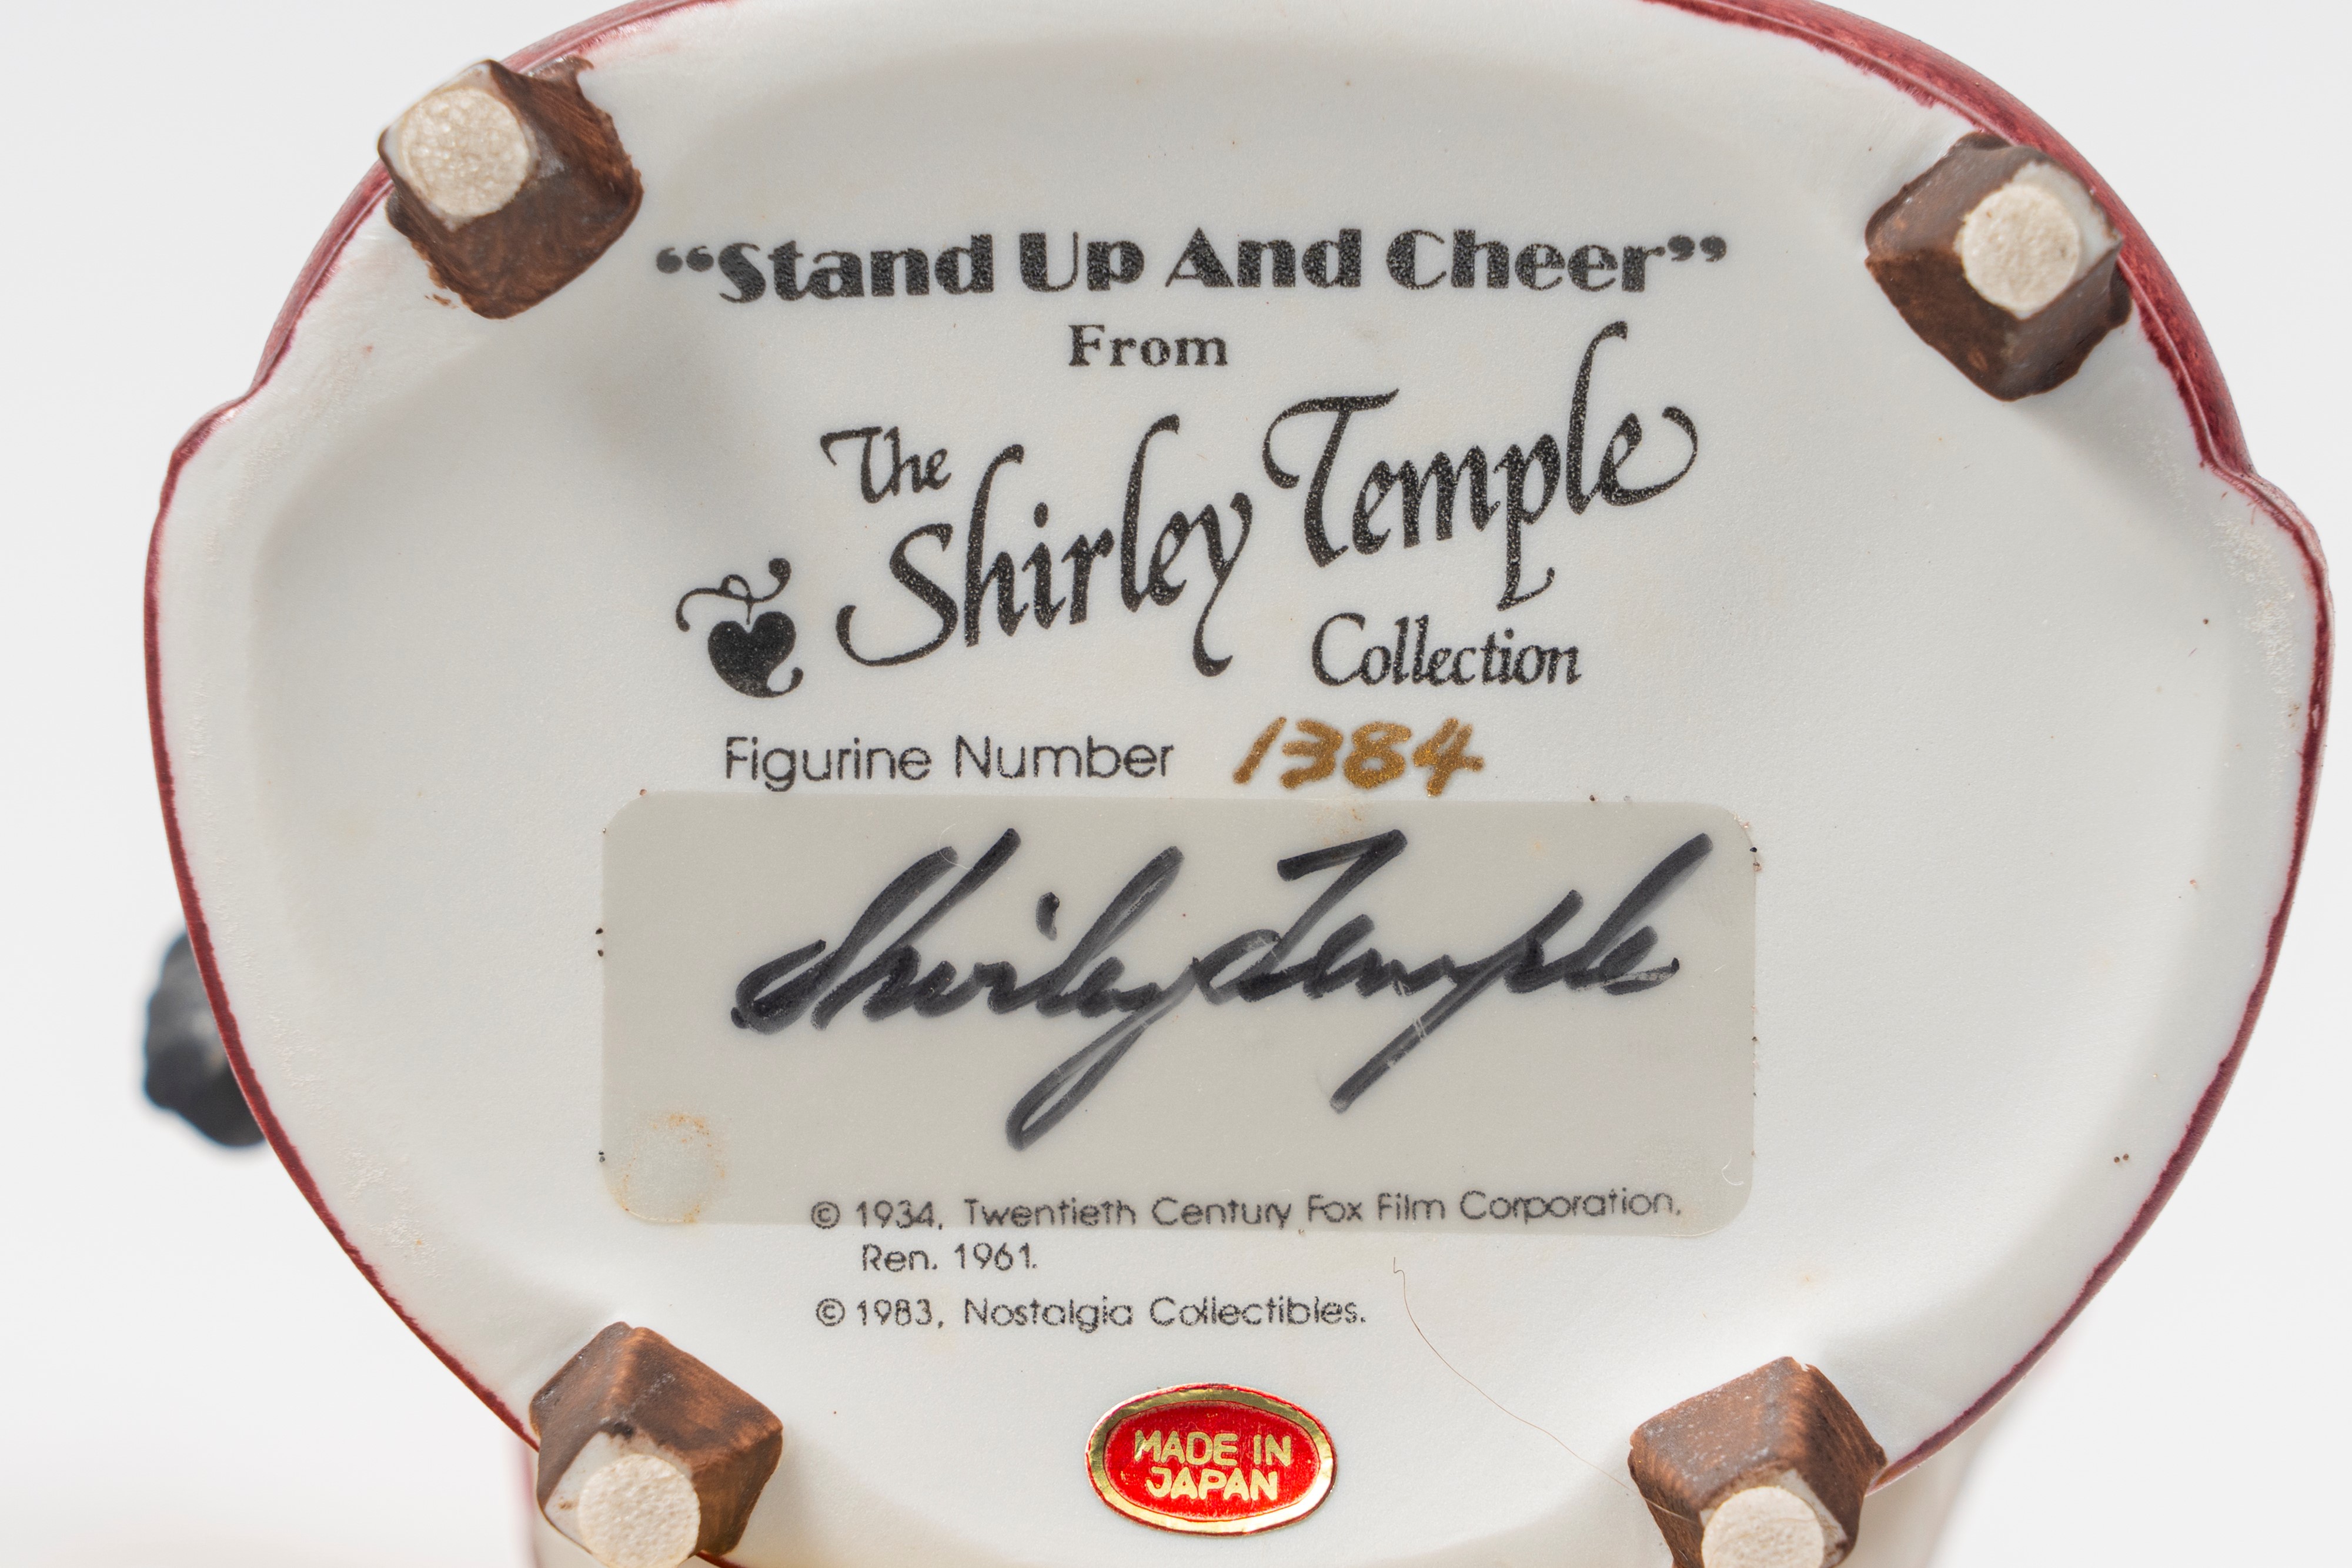 “Stand Up And Cheer”
From
The
Shirley Temple
Collection
Figurine Number 1384
Shirley Temple
© 1934, Twentieth Century Fox Film Corporation,
Ren. 1961.
© 1983, Nostalgia Collectibles.
MADE IN
JAPAN